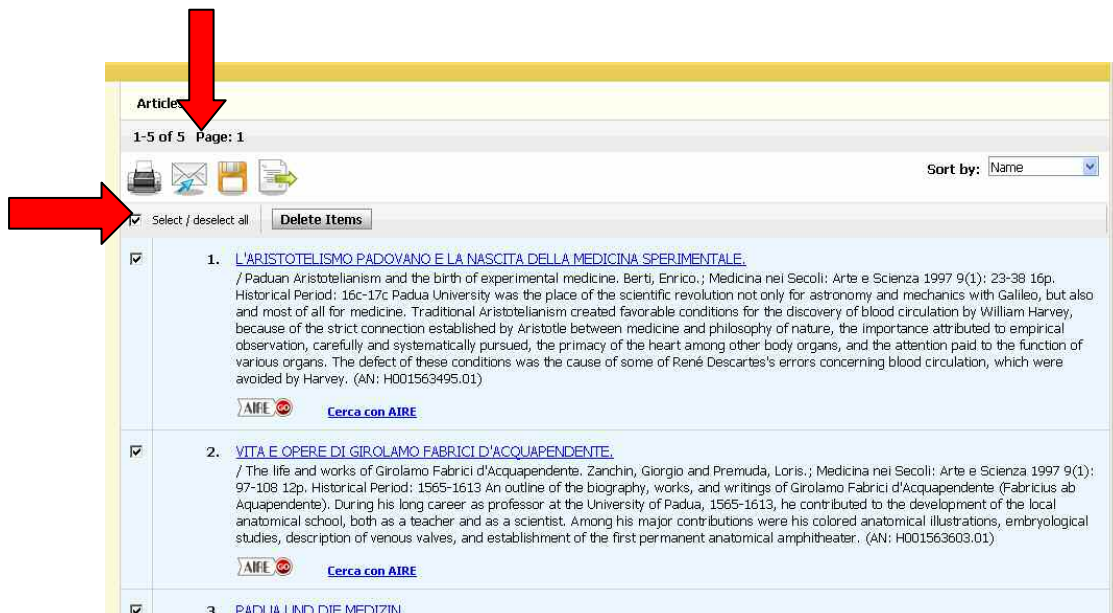 Articles
1-5 of 5 Page: 1
Sort by: Name
Select / deselect all Delete Items
1. L'ARISTOTELISMO PADOVANO E LA NASCITA DELLA MEDICINA SPERIMENTALE.
/ Paduan Aristotelianism and the birth of experimental medicine. Berti, Enrico.; Medicina nei Secoli: Arte e Scienza 1997 9(1): 23-38 16p.
Historical Period: 16c-17c Padua University was the place of the scientific revolution not only for astronomy and mechanics with Galileo, but also
and most of all for medicine. Traditional Aristotelianism created favorable conditions for the discovery of blood circulation by William Harvey,
because of the strict connection established by Aristotle between medicine and philosophy of nature, the importance attributed to empirical
observation, carefully and systematically pursued, the primacy of the heart among other body organs, and the attention paid to the function of
various organs. The defect of these conditions was the cause of some of René Descartes's errors concerning blood circulation, which were
avoided by Harvey. (AN: H001563495.01)
AIRE GO Cerca con AIRE
2. VITA E OPERE DI GIROLAMO FABRICI D'ACQUAPENDENTE.
/ The life and works of Girolamo Fabrici d'Acquapendente. Zanchin, Giorgio and Premuda, Loris.; Medicina nei Secoli: Arte e Scienza 1997 9(1):
97-108 12p. Historical Period: 1565-1613 An outline of the biography, works, and writings of Girolamo Fabrici d'Acquapendente (Fabricius ab
Aquapendente). During his long career as professor at the University of Padua, 1565-1613, he contributed to the development of the local
anatomical school, both as a teacher and as a scientist. Among his major contributions were his colored anatomical illustrations, embryological
studies, description of venous valves, and establishment of the first permanent anatomical amphitheater. (AN: H001563603.01)
AIRE GO Cerca con AIRE
3. PADUA UND DIE MEDIZIN.